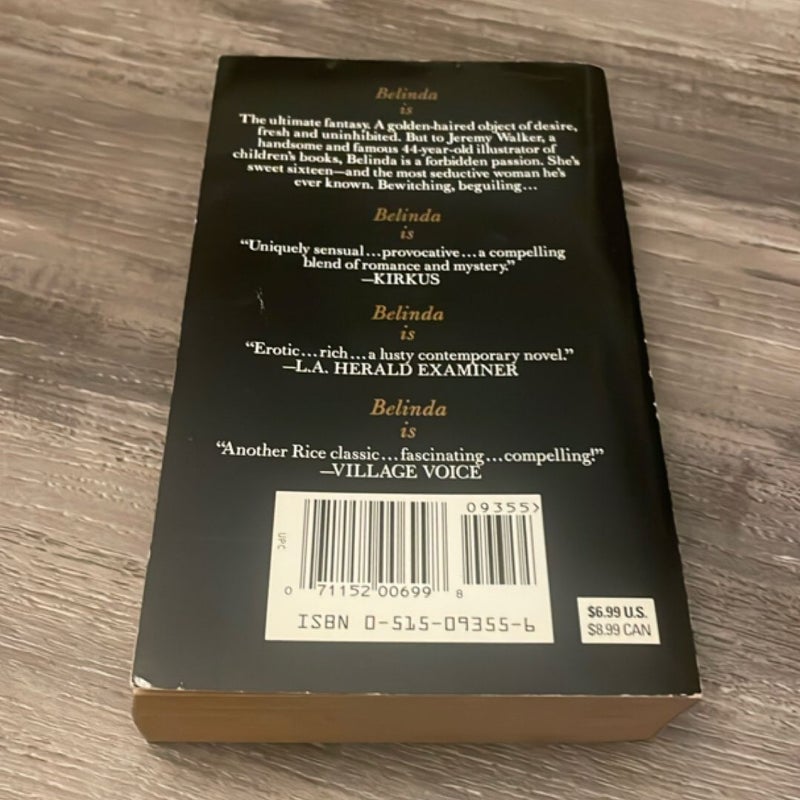 Belinda
is
The ultimate fantasy. A golden-haired object of desire,
fresh and uninhibited. But to Jeremy Walker, a
handsome and famous 44-year-old illustrator of
children's books, Belinda is a forbidden passion. She's
sweet sixteen—and the most seductive woman he's
ever known. Bewitching, beguiling...
Belinda
is
“Uniquely sensual...provocative...a compelling
blend of romance and mystery.”
—KIRKUS
Belinda
is
“Erotic...rich...a lusty contemporary novel.”
—L.A. HERALD EXAMINER
Belinda
is
“Another Rice classic...fascinating...compelling!”
—VILLAGE VOICE
09355>
UPC
0 71152 00699 8
ISBN 0-515-09355-6
$6.99 U.S.
$8.99 CAN